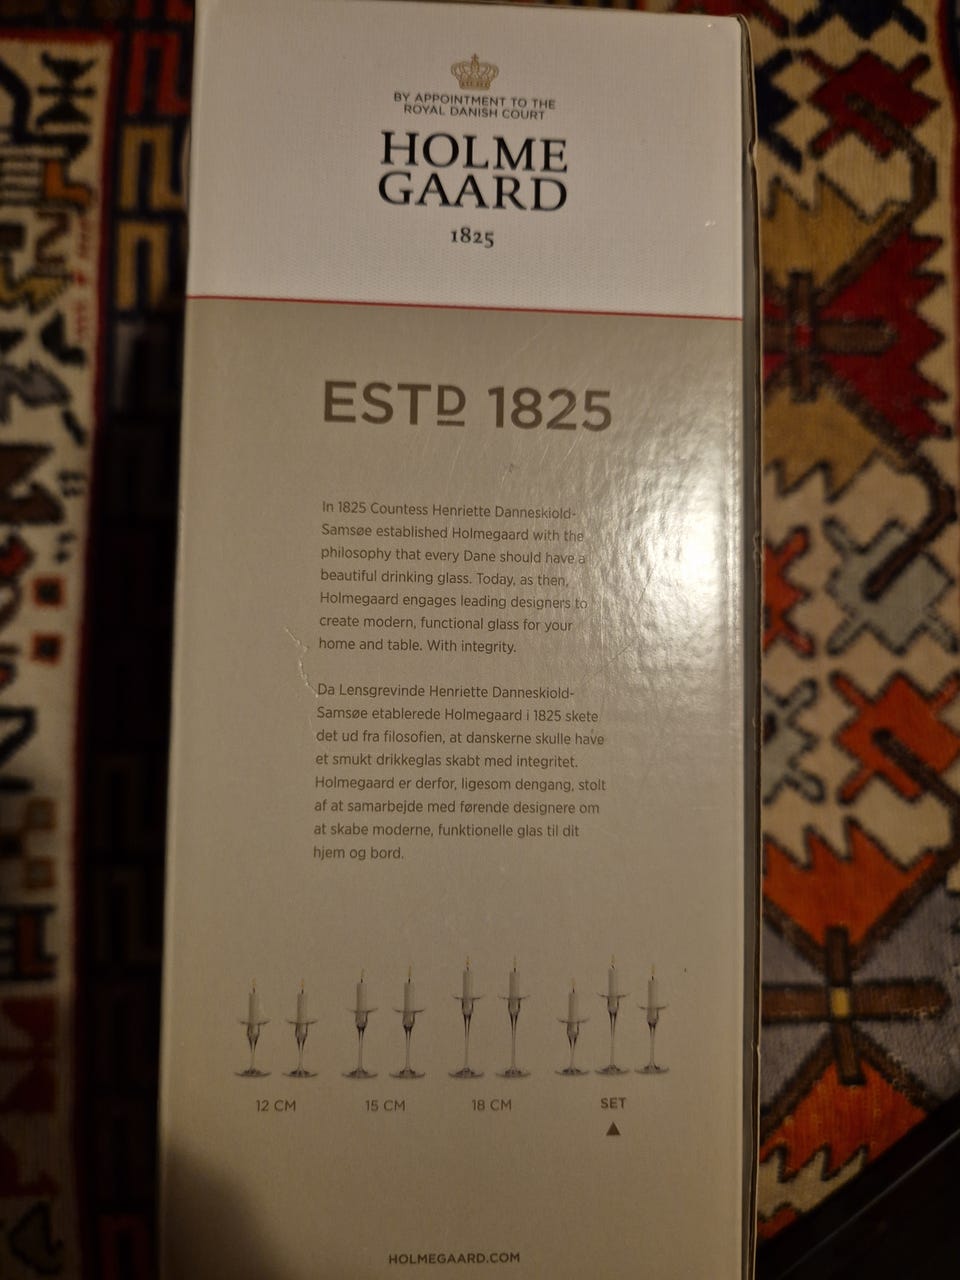 BY APPOINTMENT TO THE
ROYAL DANISH COURT
HOLME
GAARD
1825
ESTD 1825
In 1825 Countess Henriette Danneskiold-
Samsøe established Holmegaard with the
philosophy that every Dane should have a
beautiful drinking glass. Today, as then,
Holmegaard engages leading designers to
create modern, functional glass for your
home and table. With integrity.
Da Lensgrevinde Henriette Danneskiold-
Samsøe etablerede Holmegaard i 1825 skete
det ud fra filosofien, at danskerne skulle have
et smukt drikkeglas skabt med integritet.
Holmegaard er derfor, ligesom dengang, stolt
af at samarbejde med førende designere om
at skabe moderne, funktionelle glas til dit
hjem og bord.
12 CM 15 CM 18 CM SET
HOLMEGAARD.COM